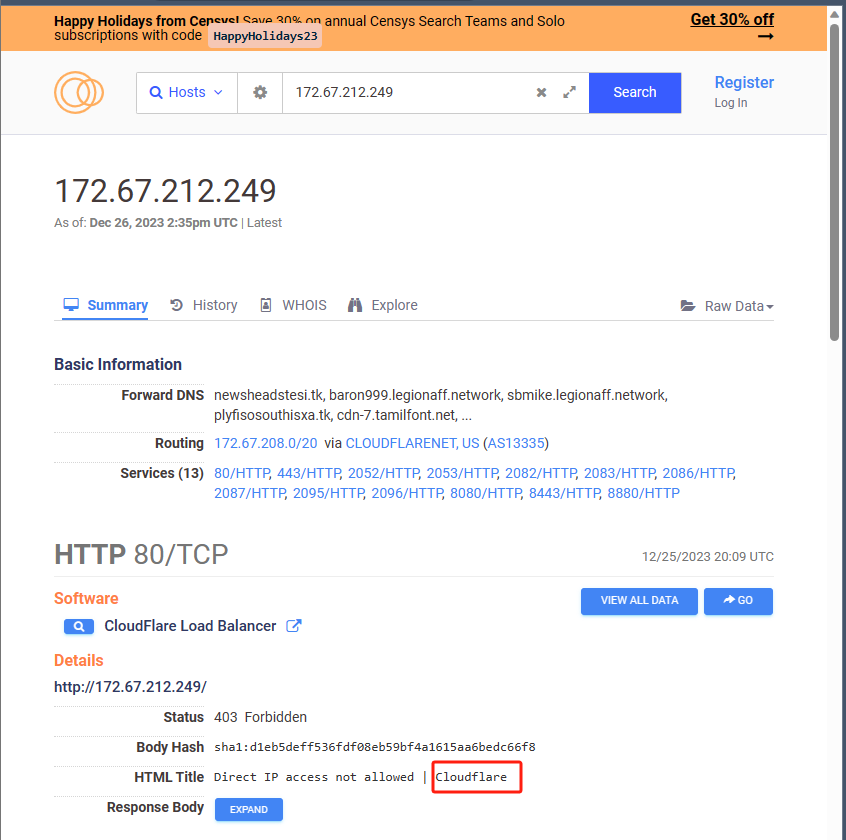 Happy Holidays from Censys! Save 30% on annual Censys Search Teams and Solo
subscriptions with code HappyHolidays23
Get 30% off
→
Hosts
172.67.212.249
Search
Register
Log In
172.67.212.249
As of: Dec 26, 2023 2:35pm UTC | Latest
Summary History WHOIS Explore Raw Data
Basic Information
Forward DNS newsheadstesi.tk, baron999.legionaff.network, sbmike.legionaff.network,
plyfisosouthisxa.tk, cdn-7.tamilfont.net, ...
Routing 172.67.208.0/20 via CLOUDFLARENET, US (AS13335)
Services (13) 80/HTTP, 443/HTTP, 2052/HTTP, 2053/HTTP, 2082/HTTP, 2083/HTTP, 2086/HTTP,
2087/HTTP, 2095/HTTP, 2096/HTTP, 8080/HTTP, 8443/HTTP, 8880/HTTP
HTTP 80/TCP 12/25/2023 20:09 UTC
Software
VIEW ALL DATA GO
CloudFlare Load Balancer
Details
http://172.67.212.249/
Status 403 Forbidden
Body Hash sha1:d1eb5deff536fdf08eb59bf4a1615aa6bedc66f8
HTML Title Direct IP access not allowed | Cloudflare
Response Body EXPAND